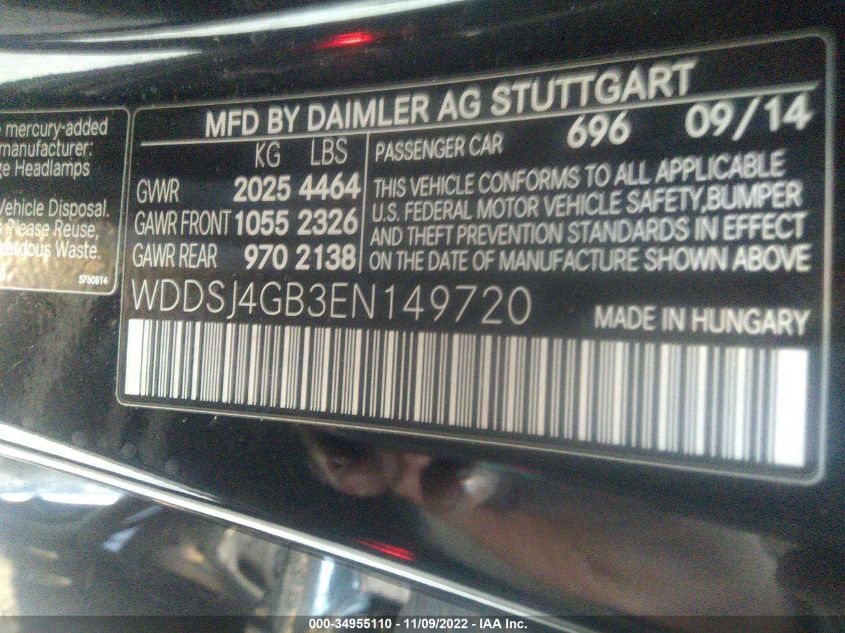 e mercury-added
manufacturer:
ge Headlamps
Vehicle Disposal.
s Please Reuse,
zardous Waste.
5760814
MFD BY DAIMLER AG STUTTGART
KG LBS
GVWR 2025 4464
GAWR FRONT 1055 2326
GAWR REAR 970 2138
PASSENGER CAR 696 09/14
THIS VEHICLE CONFORMS TO ALL APPLICABLE
U.S. FEDERAL MOTOR VEHICLE SAFETY, BUMPER
AND THEFT PREVENTION STANDARDS IN EFFECT
ON THE DATE OF MANUFACTURE SHOWN ABOVE
WDDSJ4GB3EN149720
MADE IN HUNGARY
000-34955110 - 11/09/2022 - IAA Inc.